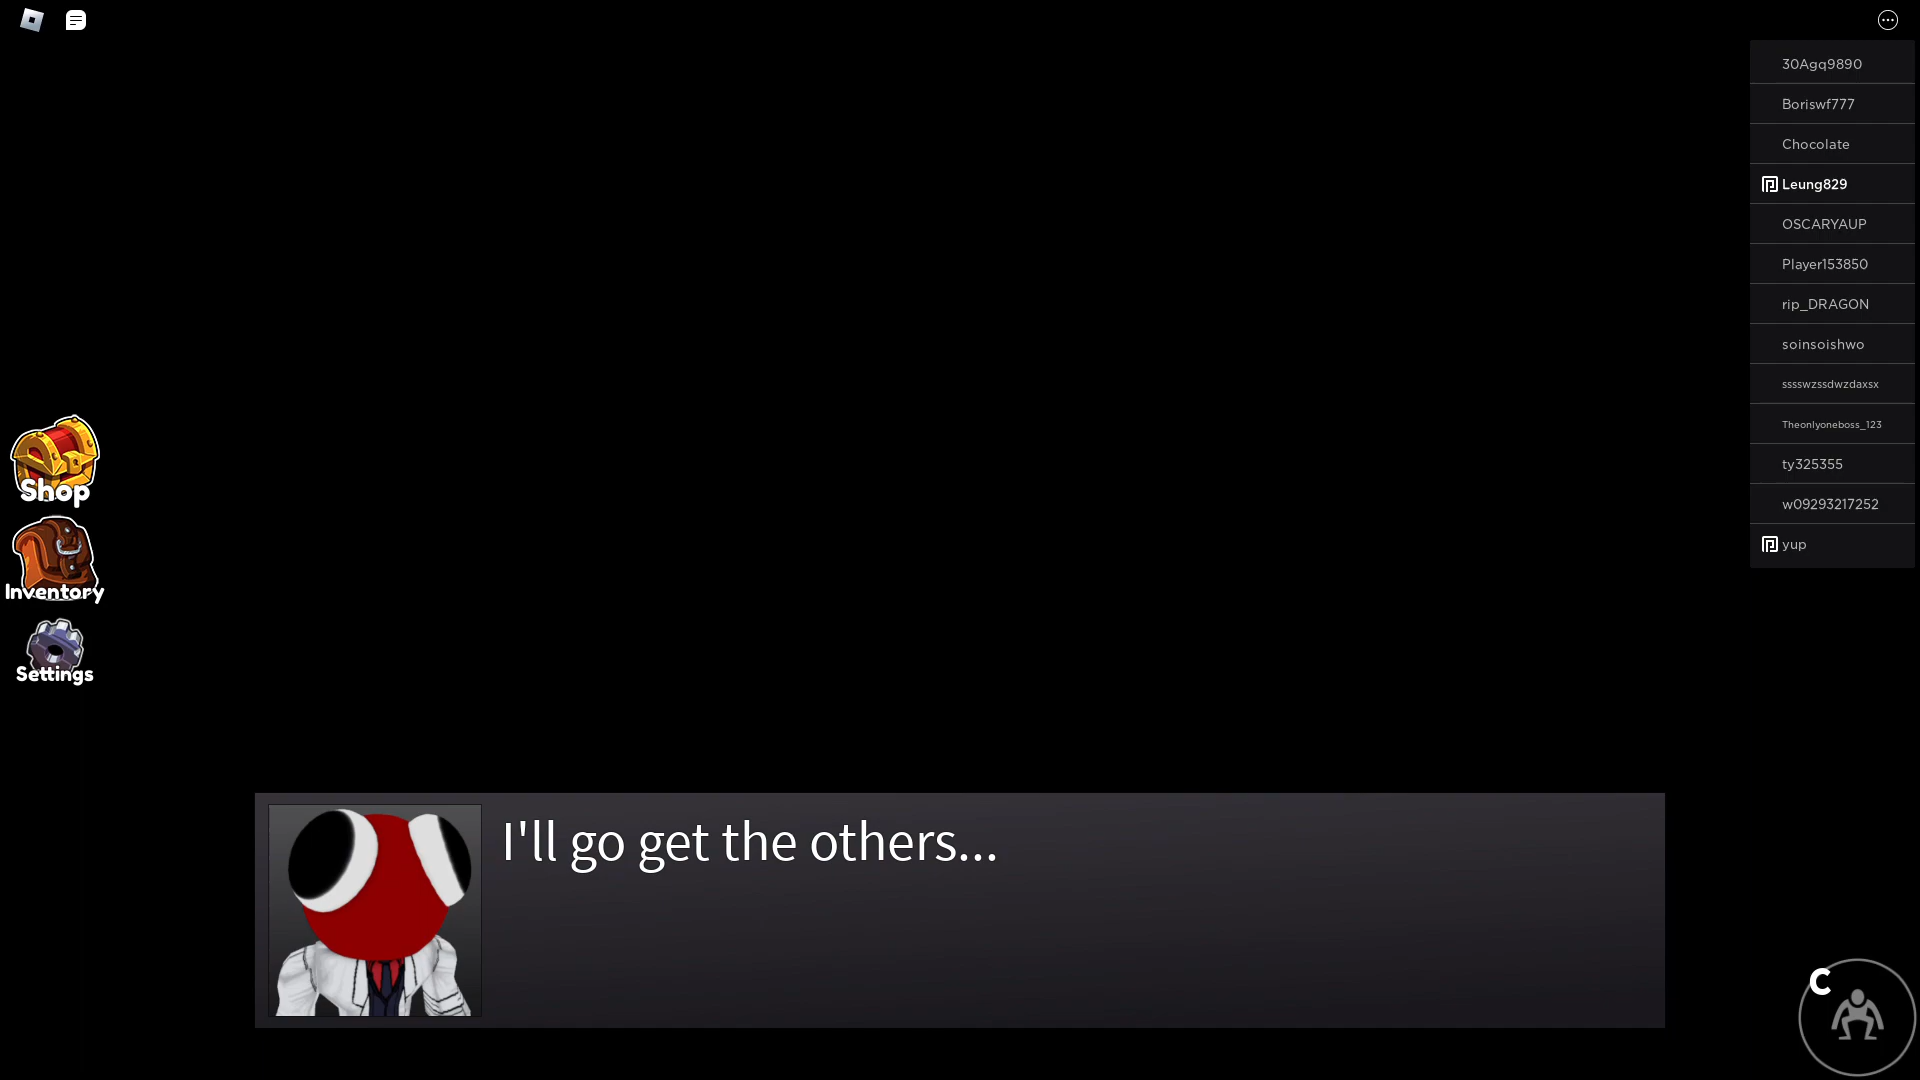 30Agq9890
Boriswf777
Chocolate
Leung829
OSCARYAUP
Player153850
rip_DRAGON
soinsoishwo
sssswzssdwzdaxsx
Theonlyoneboss_123
ty325355
w09293217252
yup
Shop
Inventory
Settings
I'll go get the others...
C